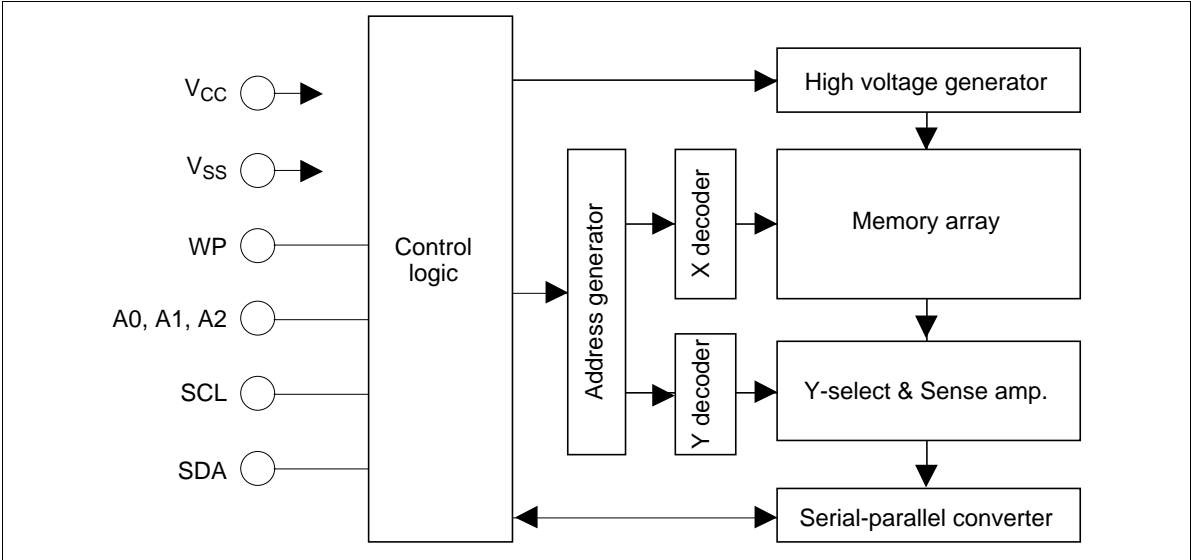 VCC
VSS
WP
A0, A1, A2
SCL
SDA
Control
logic
Address generator
X decoder
Y decoder
High voltage generator
Memory array
Y-select & Sense amp.
Serial-parallel converter